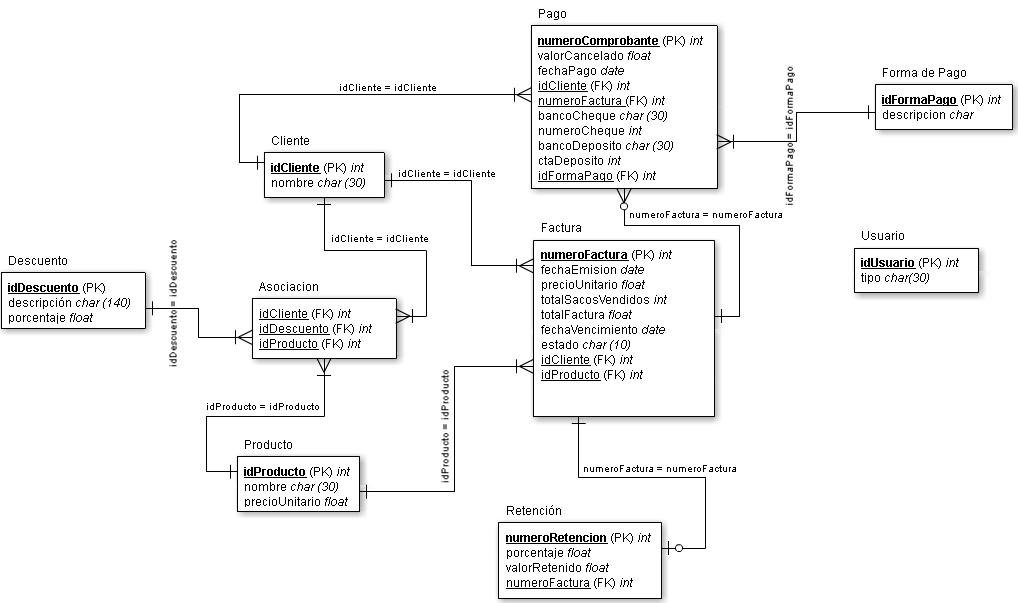 Pago
numeroComprobante (PK) int
valorCancelado float
fechaPago date
idCliente (FK) int
numeroFactura (FK) int
bancoCheque char (30)
numeroCheque int
bancoDeposito char (30)
ctaDeposito int
idFormaPago (FK) int
idFormaPago = idFormaPago
Forma de Pago
idFormaPago (PK) int
descripcion char
idCliente = idCliente
Cliente
idCliente (PK) int
nombre char (30)
idCliente = idCliente
idCliente = idCliente
numeroFactura = numeroFactura
Factura
numeroFactura (PK) int
fechaEmision date
precioUnitario float
totalSacosVendidos int
totalFactura float
fechaVencimiento date
estado char (10)
idCliente (FK) int
idProducto (FK) int
Usuario
idUsuario (PK) int
tipo char(30)
Descuento
idDescuento (PK)
descripción char (140)
porcentaje float
idDescuento = idDescuento
Asociacion
idCliente (FK) int
idDescuento (FK) int
idProducto (FK) int
idProducto = idProducto
idProducto = idProducto
Producto
idProducto (PK) int
nombre char (30)
precioUnitario float
numeroFactura = numeroFactura
Retención
numeroRetencion (PK) int
porcentaje float
valorRetenido float
numeroFactura (FK) int